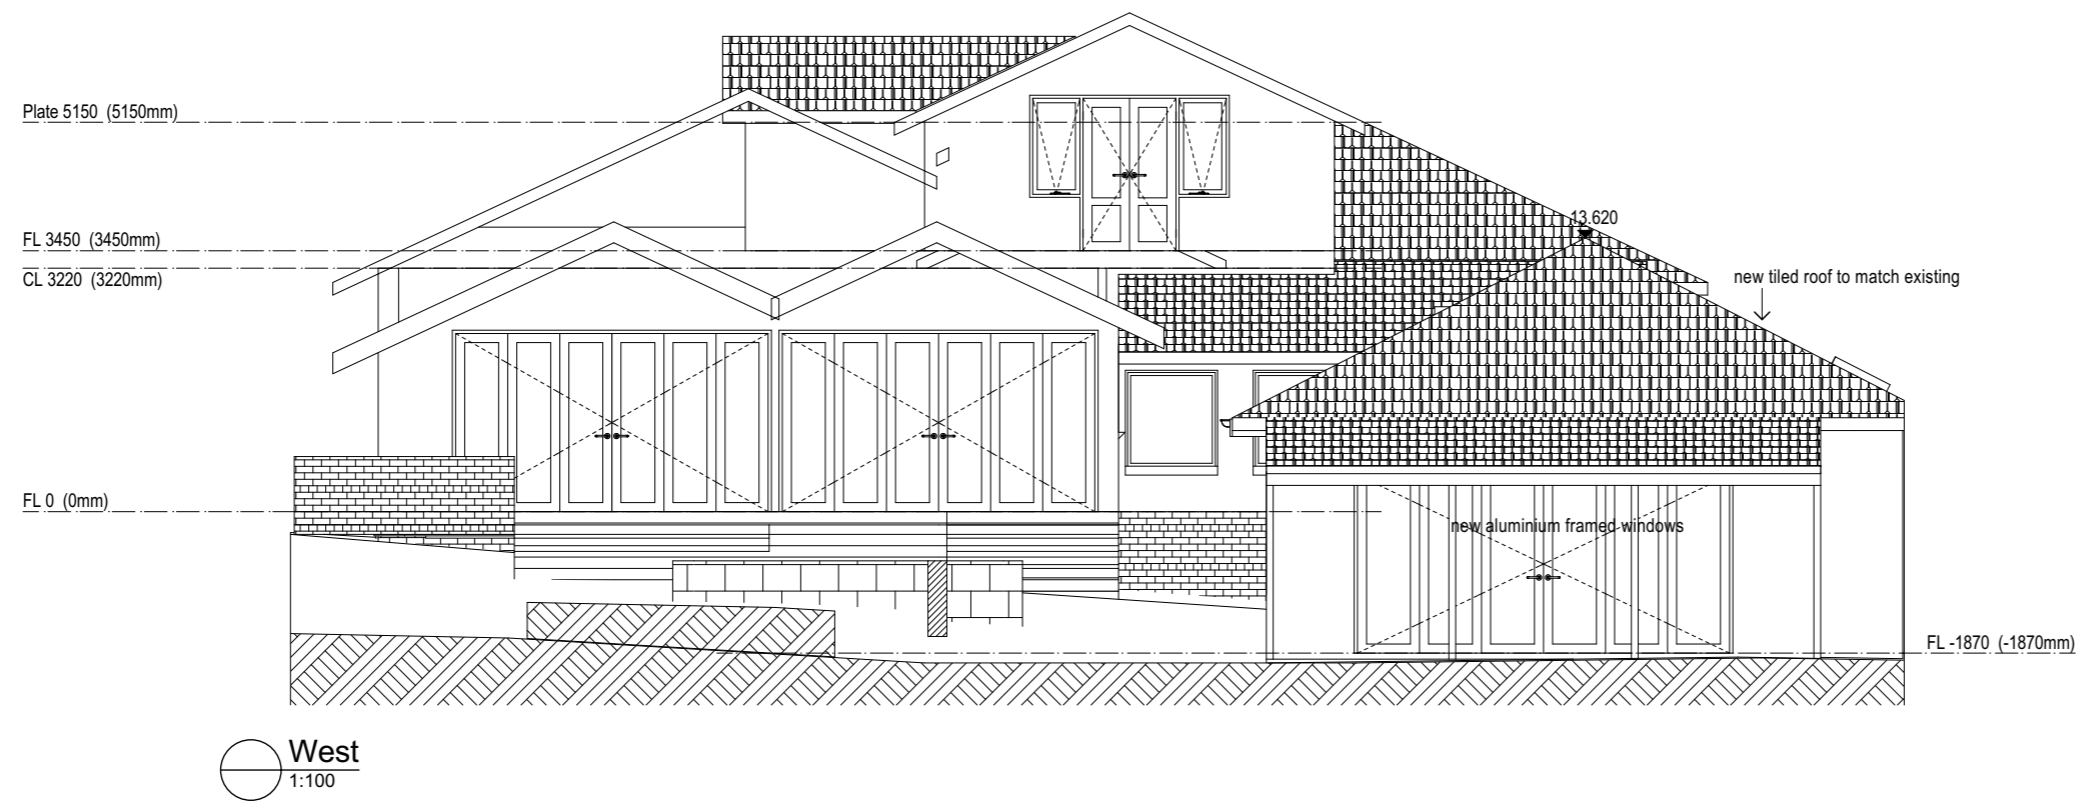 Plate 5150 (5150mm)
13.620
FL 3450 (3450mm)
CL 3220 (3220mm)
new tiled roof to match existing
FL 0 (0mm)
new aluminium framed windows
FL -1870 (-1870mm)
West
1:100